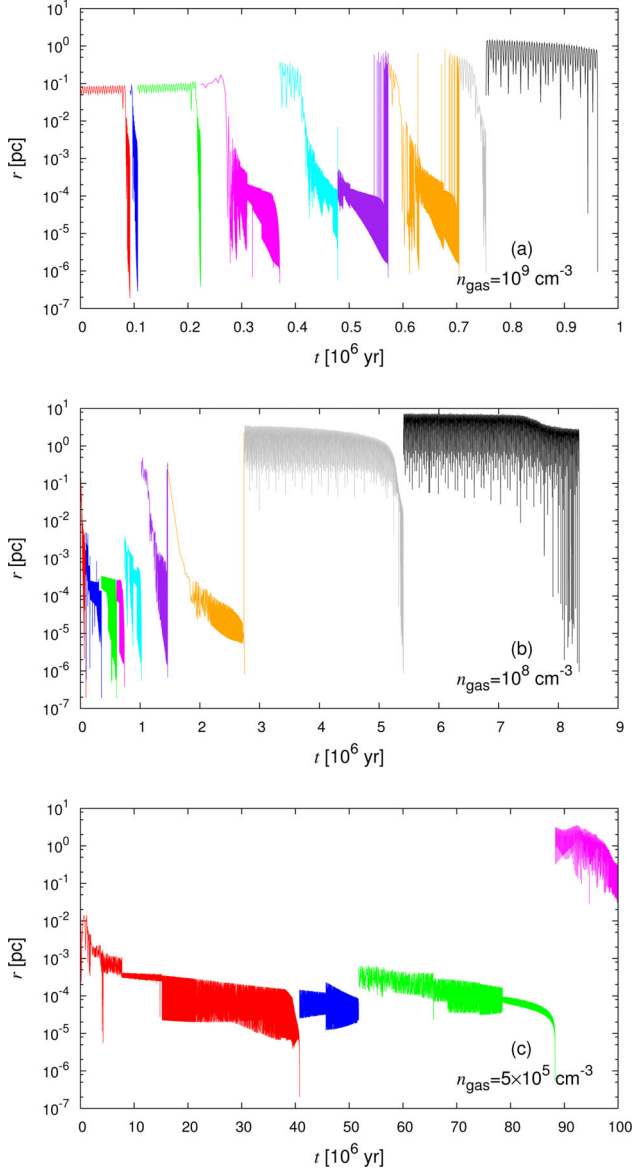 10^1
10^0
10^-1
10^-2
10^-3
10^-4
10^-5
10^-6
10^-7
r [pc]
(a)
n_gas=10^9 cm^-3
0 0.1 0.2 0.3 0.4 0.5 0.6 0.7 0.8 0.9 1
t [10^6 yr]
10^1
10^0
10^-1
10^-2
10^-3
10^-4
10^-5
10^-6
10^-7
r [pc]
(b)
n_gas=10^8 cm^-3
0 1 2 3 4 5 6 7 8 9
t [10^6 yr]
10^1
10^0
10^-1
10^-2
10^-3
10^-4
10^-5
10^-6
10^-7
r [pc]
(c)
n_gas=5×10^5 cm^-3
0 10 20 30 40 50 60 70 80 90 100
t [10^6 yr]